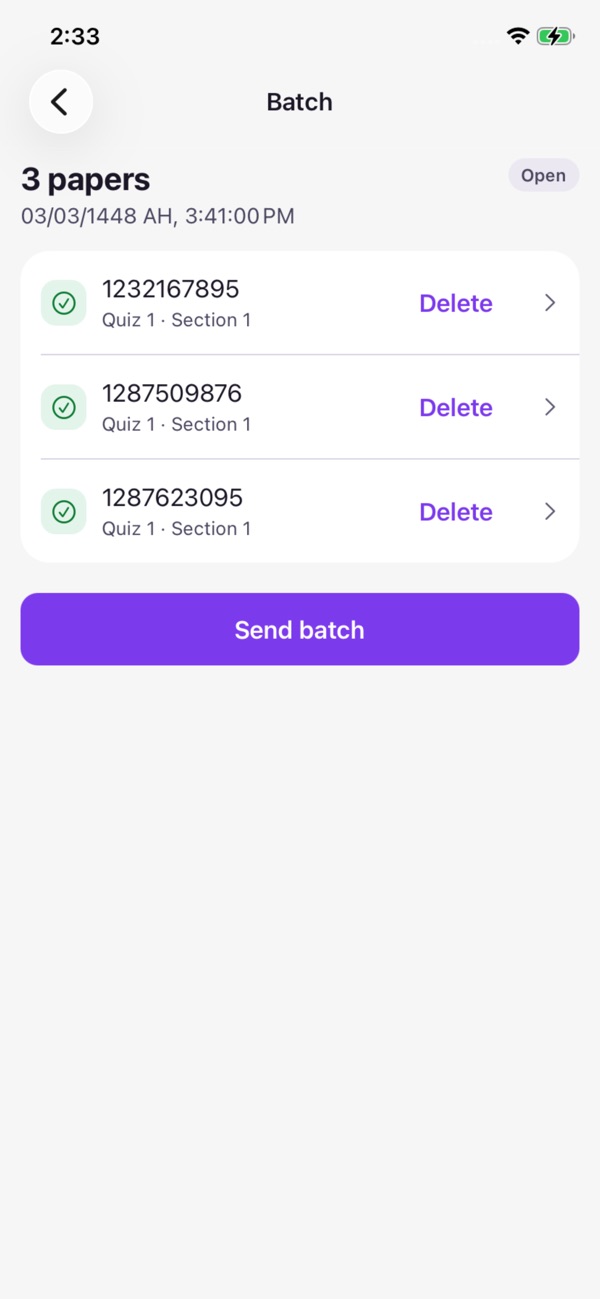 2:33
Batch
3 papers
Open
03/03/1448 AH, 3:41:00 PM
1232167895
Quiz 1 · Section 1
Delete
1287509876
Quiz 1 · Section 1
Delete
1287623095
Quiz 1 · Section 1
Delete
Send batch